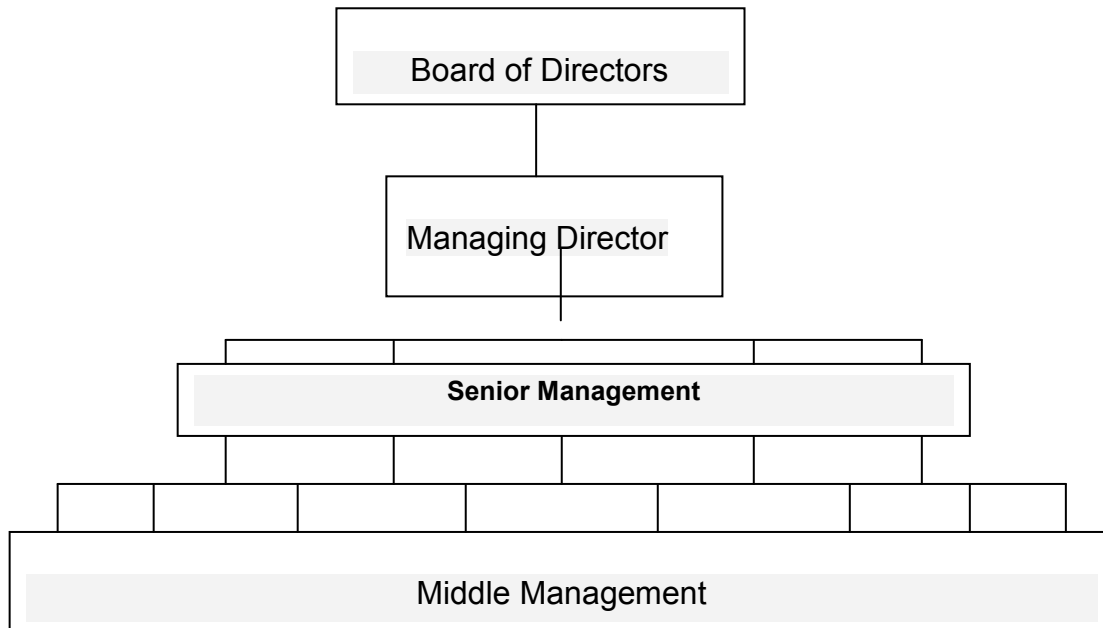 Board of Directors
Managing Director
Senior Management
Middle Management